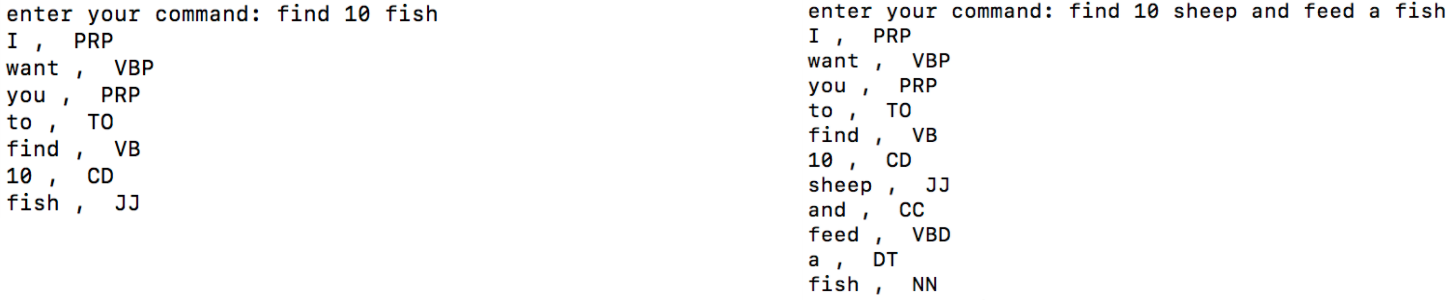 enter your command: find 10 fish
I ,  PRP
want ,  VBP
you ,  PRP
to ,  TO
find ,  VB
10 ,  CD
fish ,  JJ
enter your command: find 10 sheep and feed a fish
I ,  PRP
want ,  VBP
you ,  PRP
to ,  TO
find ,  VB
10 ,  CD
sheep ,  JJ
and ,  CC
feed ,  VBD
a ,  DT
fish ,  NN